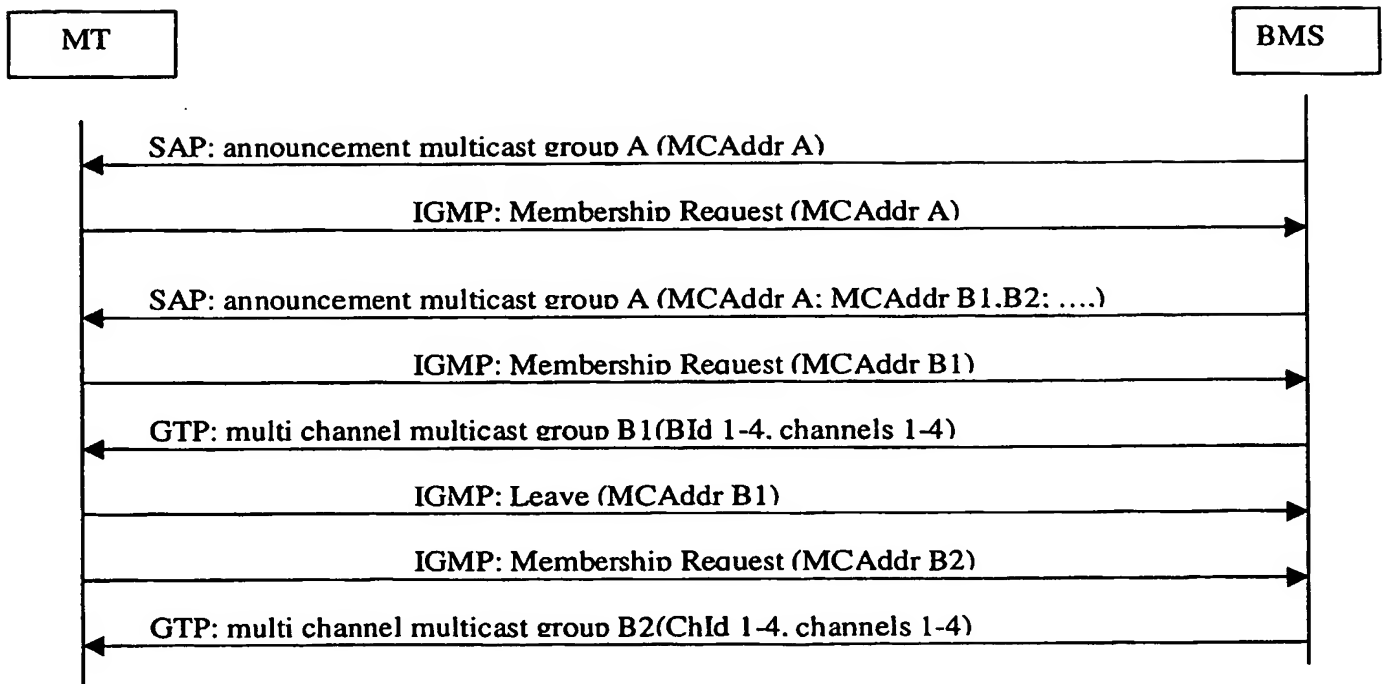 MT
BMS
SAP: announcement multicast group A (MCAddr A)
IGMP: Membership Request (MCAddr A)
SAP: announcement multicast group A (MCAddr A; MCAddr B1,B2; ....)
IGMP: Membership Request (MCAddr B1)
GTP: multi channel multicast group B1(BId 1-4, channels 1-4)
IGMP: Leave (MCAddr B1)
IGMP: Membership Request (MCAddr B2)
GTP: multi channel multicast group B2(ChId 1-4, channels 1-4)